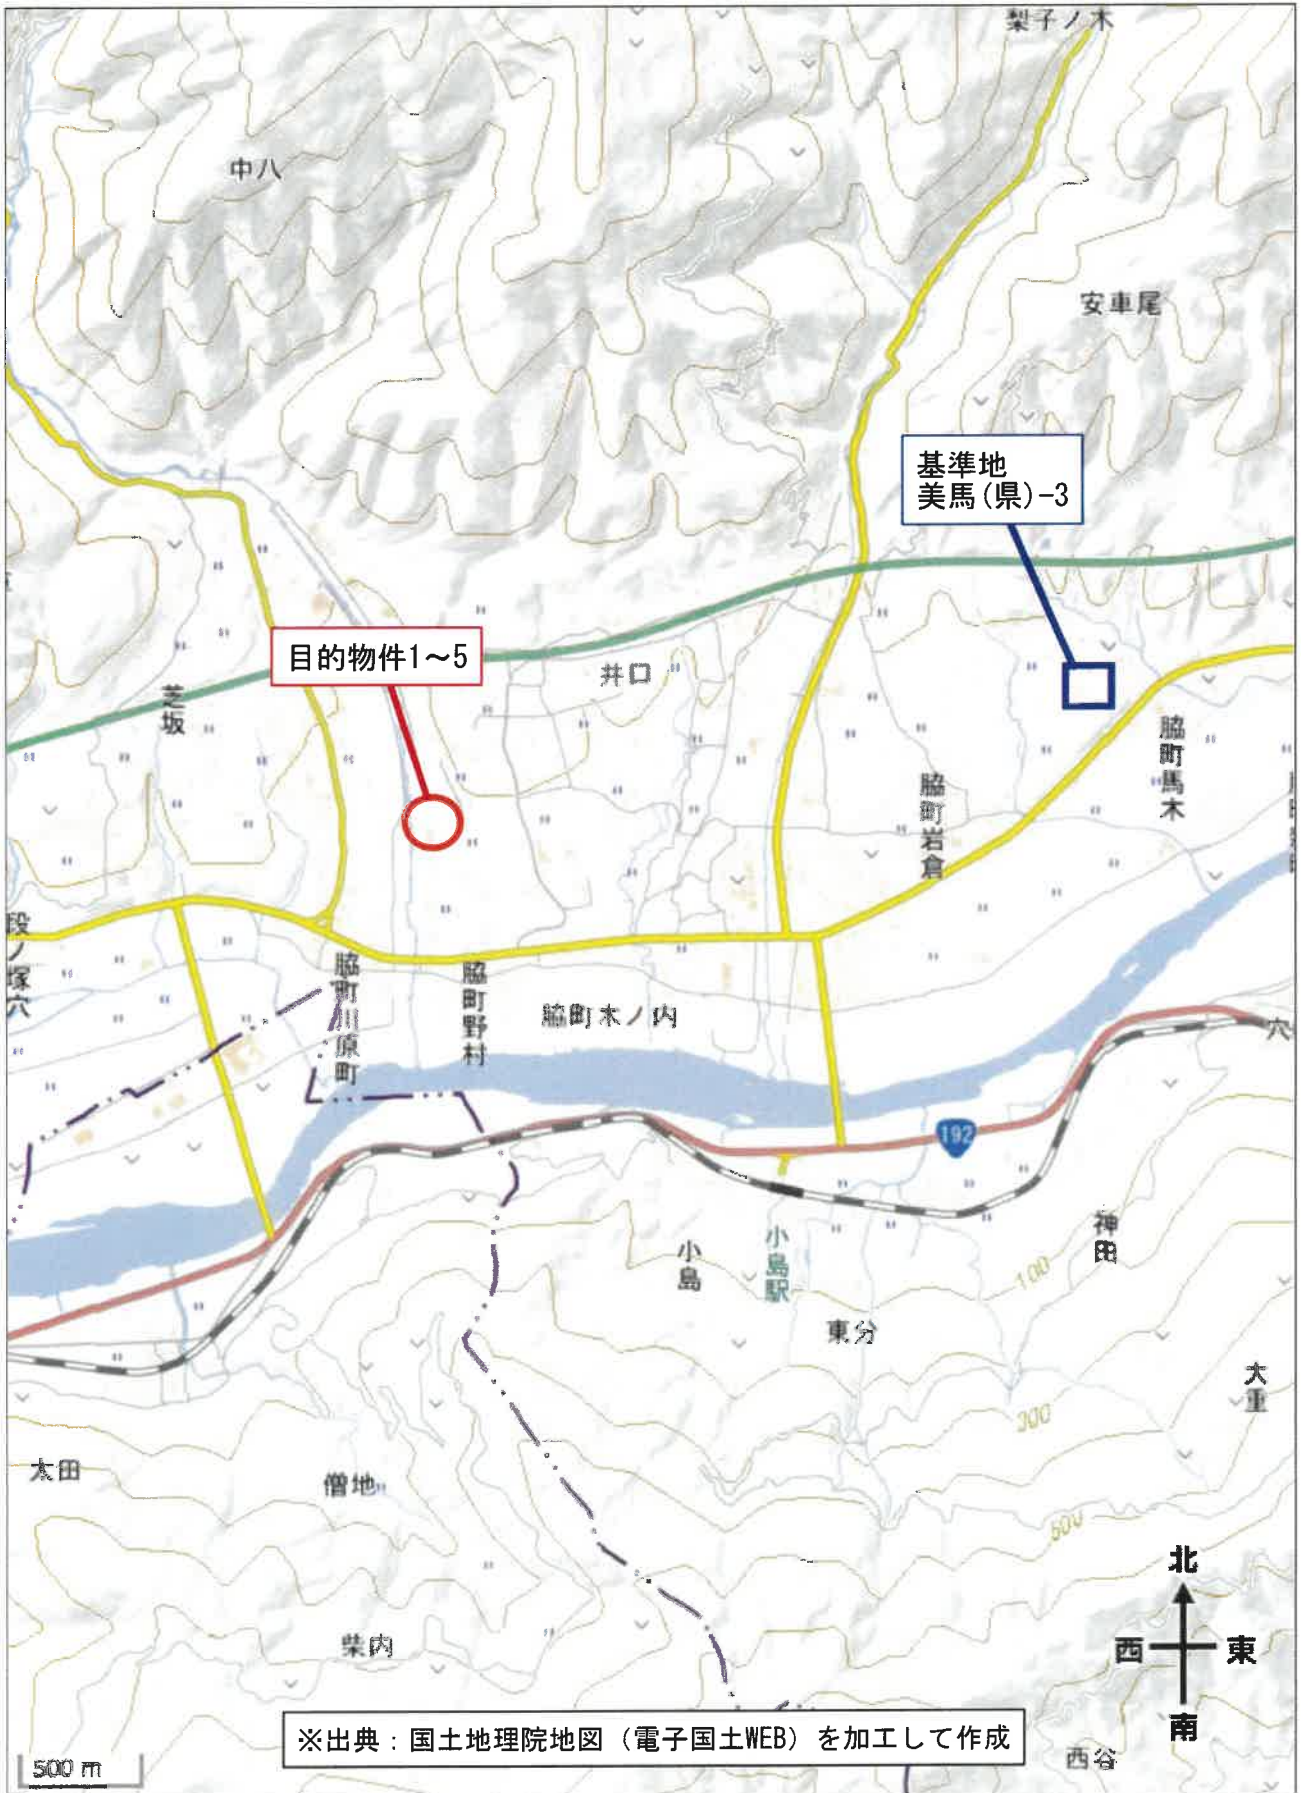 梨子ノ木
中八
安車尾
基準地
美馬(県)-3
目的物件1～5
井口
芝坂
脇町馬木
脇町岩倉
段ノ塚穴
脇町川原町
脇町野村
脇町木ノ内
穴
192
神田
小島
小島駅
100
東分
大重
300
太田
僧地
500
北
柴内
西
東
南
※出典：国土地理院地図（電子国土WEB）を加工して作成
西谷
500 m